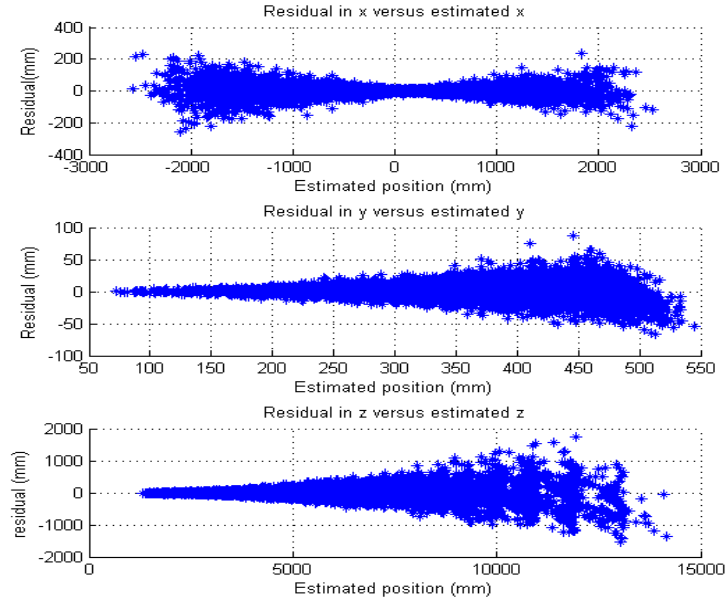 Residual in x versus estimated x
400
200
0
-200
-400
Residual(mm)
-3000 -2000 -1000 0 1000 2000 3000
Estimated position (mm)
Residual in y versus estimated y
100
50
0
-50
-100
Residual (mm)
50 100 150 200 250 300 350 400 450 500 550
Estimated position (mm)
Residual in z versus estimated z
2000
1000
0
-1000
-2000
residual (mm)
0 5000 10000 15000
Estimated position (mm)